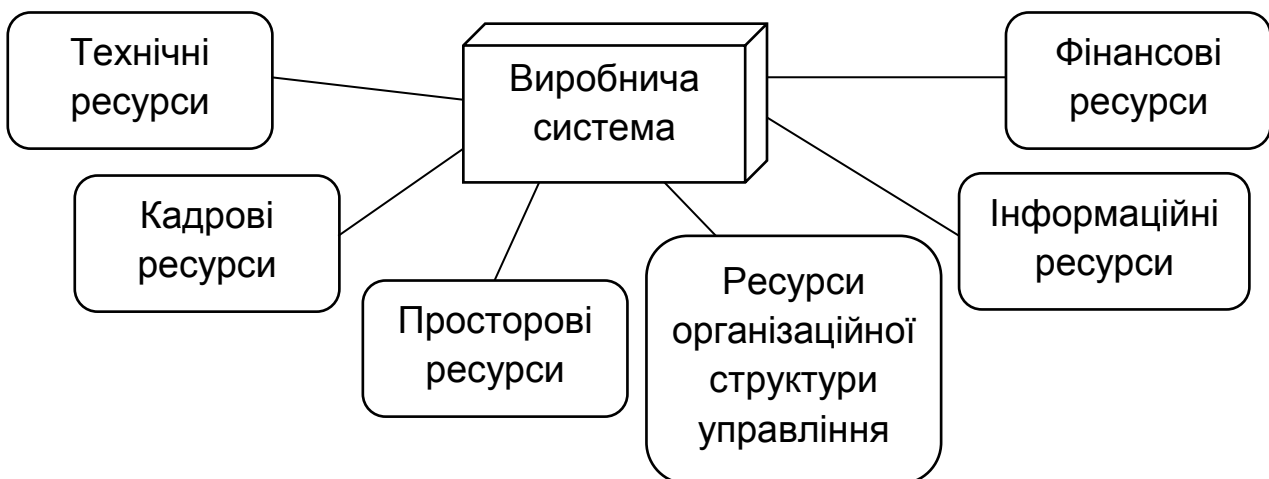 Технічні
ресурси
Виробнича
система
Фінансові
ресурси
Кадрові
ресурси
Інформаційні
ресурси
Просторові
ресурси
Ресурси
організаційної
структури
управління